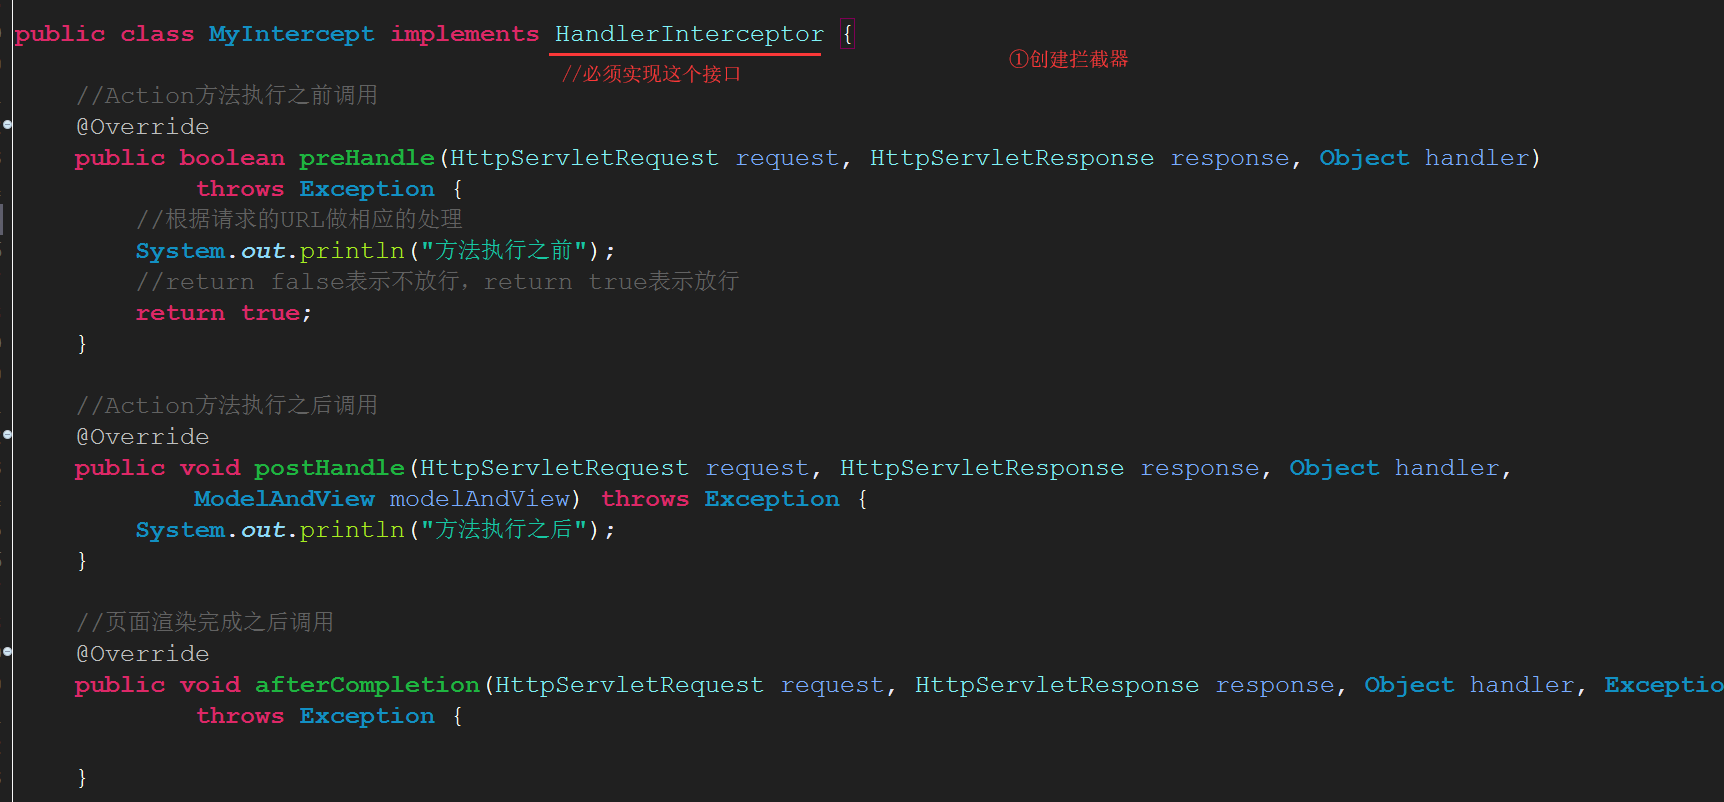 public class MyIntercept implements HandlerInterceptor {
①创建拦截器
//必须实现这个接口
//Action方法执行之前调用
@Override
public boolean preHandle(HttpServletRequest request, HttpServletResponse response, Object handler)
throws Exception {
//根据请求的URL做相应的处理
System.out.println("方法执行之前");
//return false表示不放行，return true表示放行
return true;
}
//Action方法执行之后调用
@Override
public void postHandle(HttpServletRequest request, HttpServletResponse response, Object handler,
ModelAndView modelAndView) throws Exception {
System.out.println("方法执行之后");
}
//页面渲染完成之后调用
@Override
public void afterCompletion(HttpServletRequest request, HttpServletResponse response, Object handler, Exceptio
throws Exception {
}